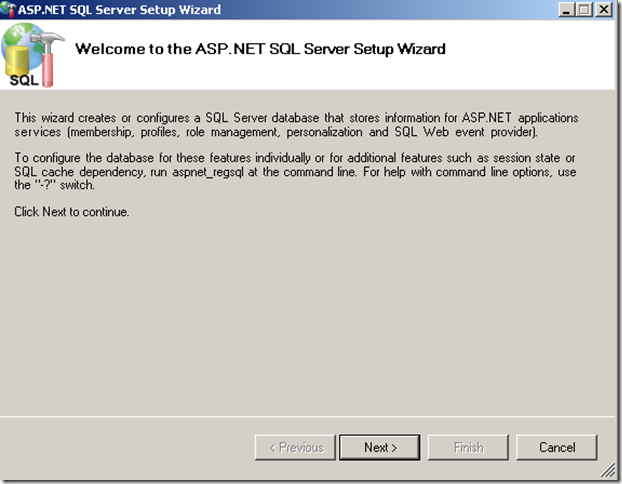 ASP.NET SQL Server Setup Wizard
SQL
Welcome to the ASP.NET SQL Server Setup Wizard
This wizard creates or configures a SQL Server database that stores information for ASP.NET applications
services (membership, profiles, role management, personalization and SQL Web event provider).
To configure the database for these features individually or for additional features such as session state or
SQL cache dependency, run aspnet_regsql at the command line. For help with command line options, use
the "-?" switch.
Click Next to continue.
< Previous
Next >
Finish
Cancel